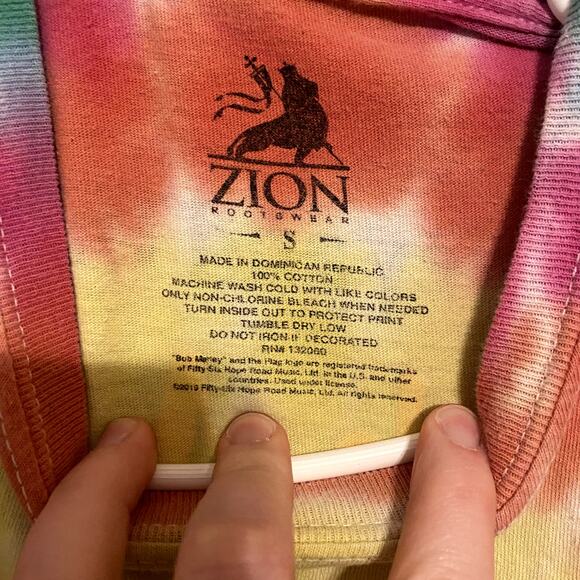 ZION
ROOTSWEAR
S
MADE IN DOMINICAN REPUBLIC
100% COTTON
MACHINE WASH COLD WITH LIKE COLORS
ONLY NON-CHLORINE BLEACH WHEN NEEDED
TURN INSIDE OUT TO PROTECT PRINT
TUMBLE DRY LOW
DO NOT IRON IF DECORATED
RN# 132060
"Bob Marley" and the Flag logo are registered trademarks
of Fifty-Six Hope Road Music, Ltd. in the U.S. and other
countries. Used under license.
©2019 Fifty-Six Hope Road Music, Ltd. All rights reserved.